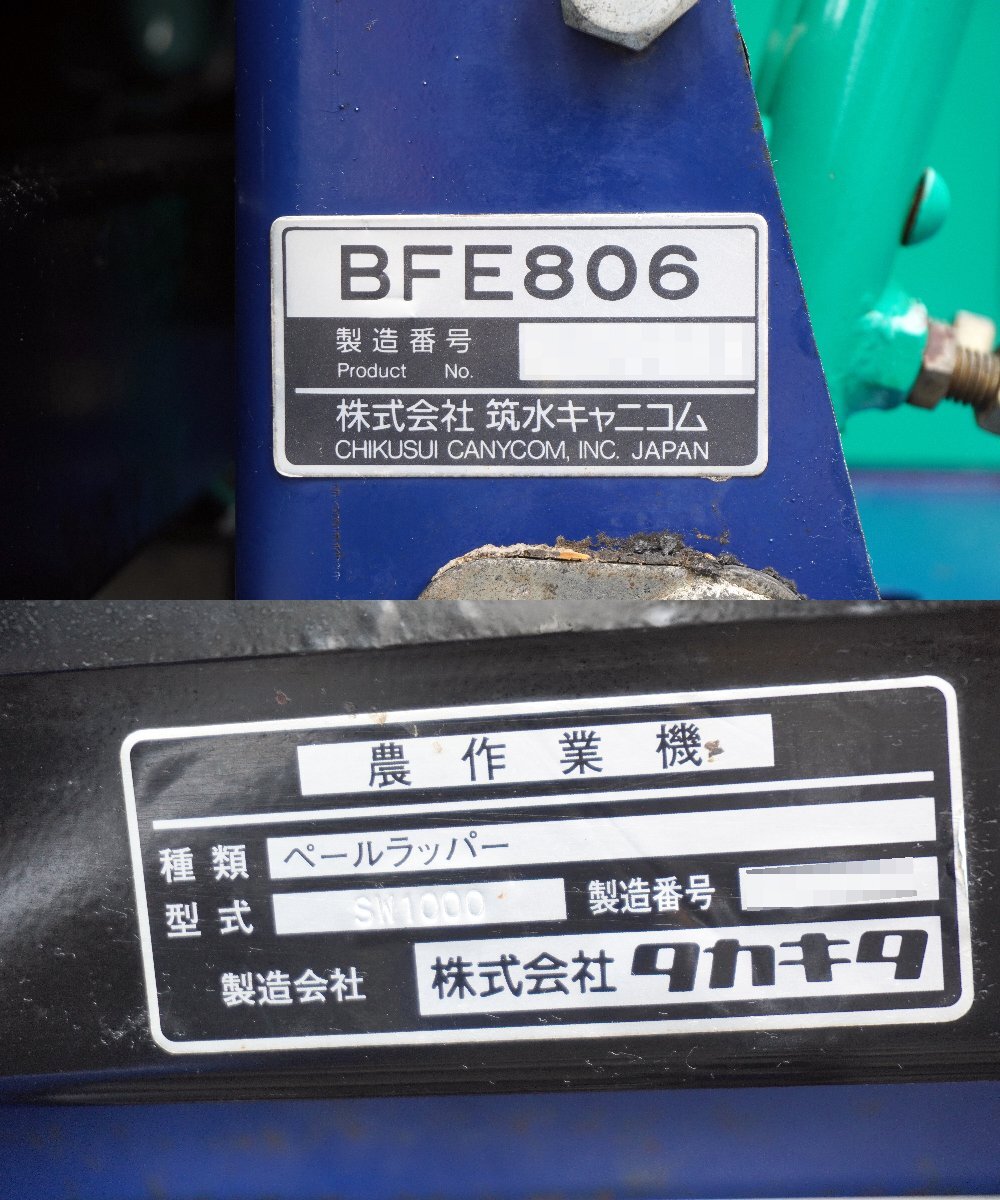 BFE806
製造番号
Product No.
株式会社 筑水キャニコム
CHIKUSUI CANYCOM, INC. JAPAN
農作業機
種類 ベールラッパー
型式 SW1000 製造番号
製造会社 株式会社 タカキタ